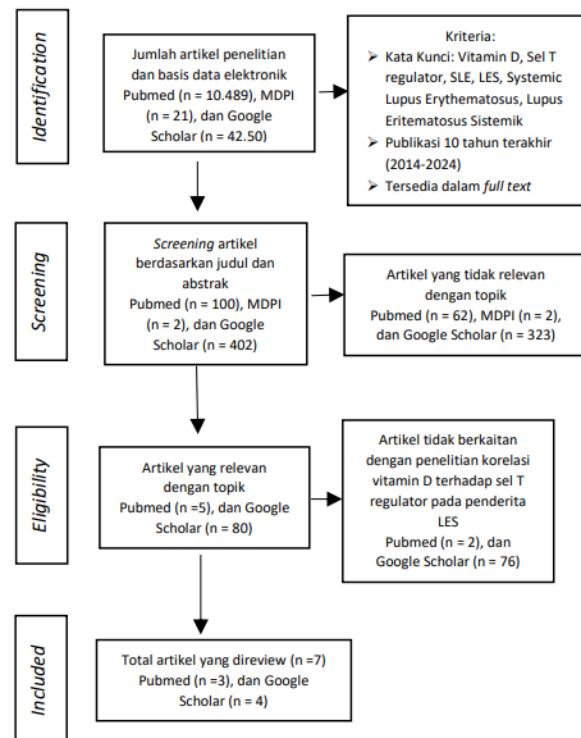 Identification
Jumlah artikel penelitian
dan basis data elektronik
Pubmed (n = 10.489), MDPI
(n = 21), dan Google
Scholar (n = 42.50)
Kriteria:
➢ Kata Kunci: Vitamin D, Sel T
regulator, SLE, LES, Systemic
Lupus Erythematosus, Lupus
Eritematosus Sistemik
➢ Publikasi 10 tahun terakhir
(2014-2024)
➢ Tersedia dalam full text
Screening
Screening artikel
berdasarkan judul dan
abstrak
Pubmed (n = 100), MDPI
(n = 2), dan Google
Scholar (n = 402)
Artikel yang tidak relevan
dengan topik
Pubmed (n = 62), MDPI (n = 2),
dan Google Scholar (n = 323)
Eligibility
Artikel yang relevan
dengan topik
Pubmed (n =5), dan Google
Scholar (n = 80)
Artikel tidak berkaitan
dengan penelitian korelasi
vitamin D terhadap sel T
regulator pada penderita
LES
Pubmed (n = 2), dan
Google Scholar (n = 76)
Included
Total artikel yang direview (n =7)
Pubmed (n =3), dan Google
Scholar (n = 4)